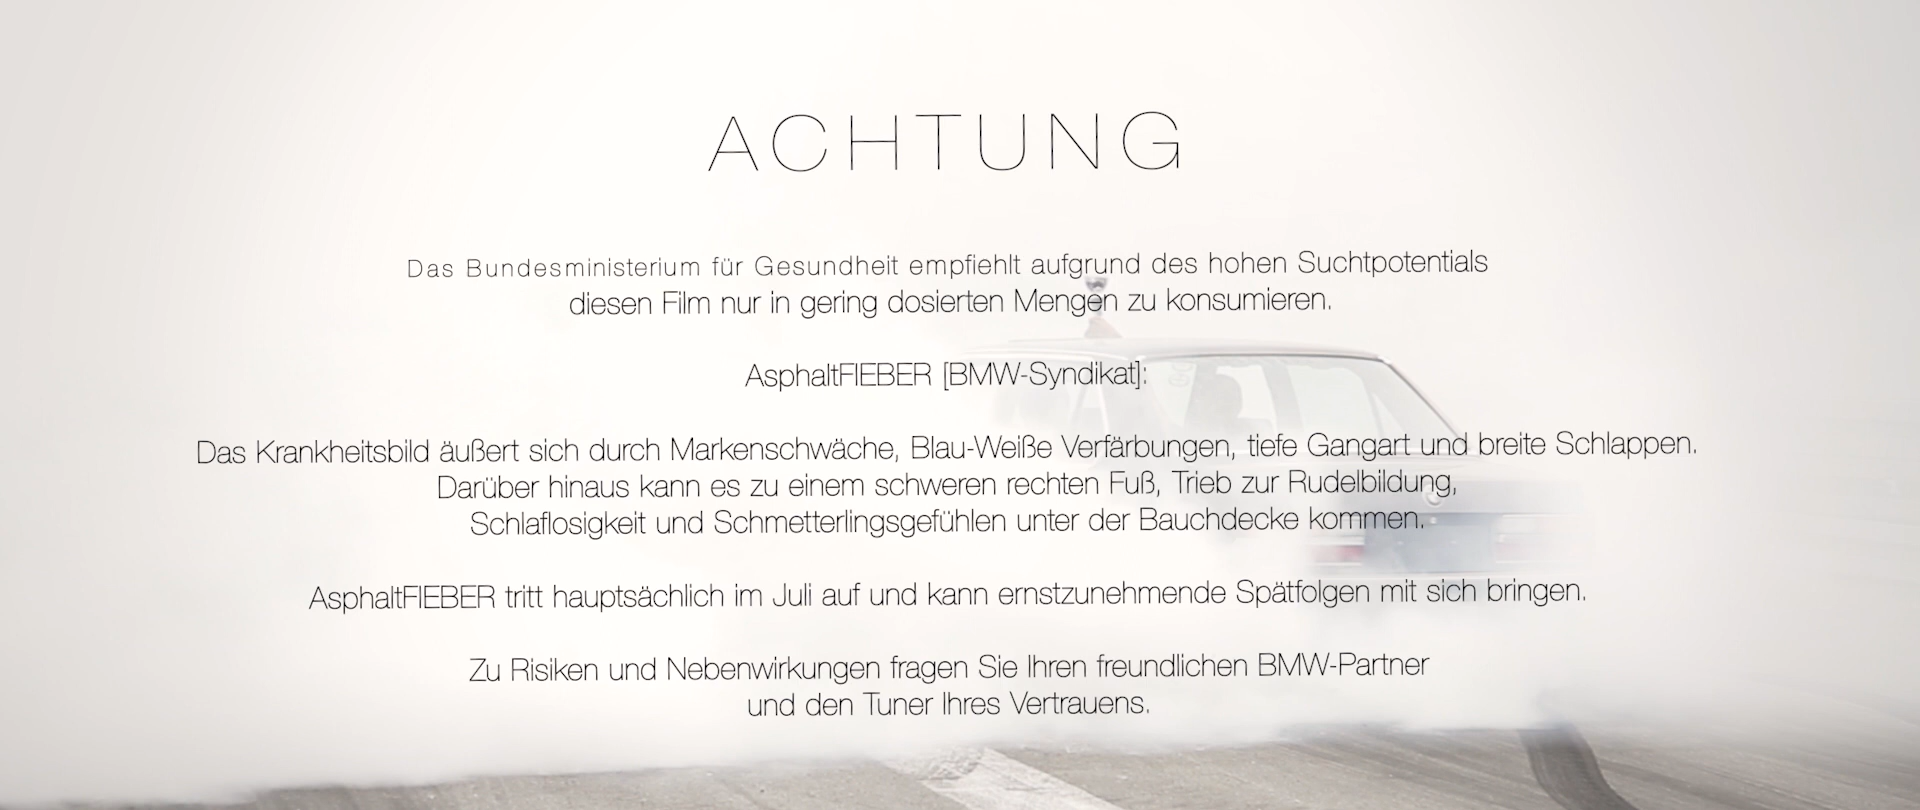 ACHTUNG
Das Bundesministerium für Gesundheit empfiehlt aufgrund des hohen Suchtpotentials
diesen Film nur in gering dosierten Mengen zu konsumieren.
AsphaltFIEBER [BMW-Syndikat]:
Das Krankheitsbild äußert sich durch Markenschwäche, Blau-Weiße Verfärbungen, tiefe Gangart und breite Schlappen.
Darüber hinaus kann es zu einem schweren rechten Fuß, Trieb zur Rudelbildung,
Schlaflosigkeit und Schmetterlingsgefühlen unter der Bauchdecke kommen.
AsphaltFIEBER tritt hauptsächlich im Juli auf und kann ernstzunehmende Spätfolgen mit sich bringen.
Zu Risiken und Nebenwirkungen fragen Sie Ihren freundlichen BMW-Partner
und den Tuner Ihres Vertrauens.